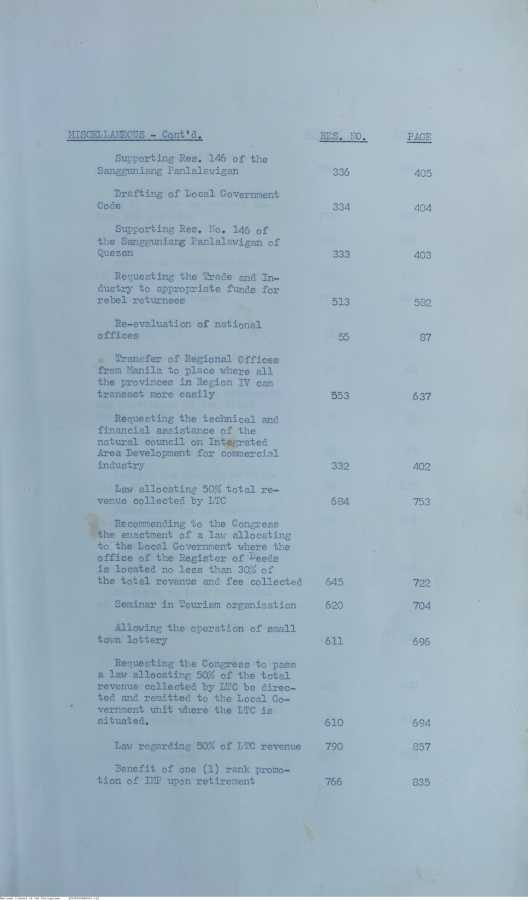 MISCELLANEOUS - Cont'd. RES. NO. PAGE
Supporting Res. 146 of the
Sangguniang Panlalawigan 336 405
Drafting of Local Government
Code 334 404
Supporting Res. No. 146 of
the Sangguniang Panlalawigan of
Quezon 333 403
Requesting the Trade and In-
dustry to appropriate funds for
rebel returnees 513 582
Re-evaluation of national
offices 55 87
Transfer of Regional Offices
from Manila to place where all
the provinces in Region IV can
transact more easily 553 637
Requesting the technical and
financial assistance of the
natural council on Integrated
Area Development for commercial
industry 332 402
Law allocating 50% total re-
venue collected by LTC 684 753
Recommending to the Congress
the enactment of a law allocating
to the Local Government where the
office of the Register of Deeds
is located no less than 30% of
the total revenue and fee collected 645 722
Seminar in Tourism organization 620 704
Allowing the operation of small
town lottery 611 696
Requesting the Congress to pass
a law allocating 50% of the total
revenue collected by LTC be direc-
ted and remitted to the Local Go-
vernment unit where the LTC is
situated. 610 694
Law regarding 50% of LTC revenue 790 857
Benefit of one (1) rank promo-
tion of INP upon retirement 766 835
National Library of the Philippines